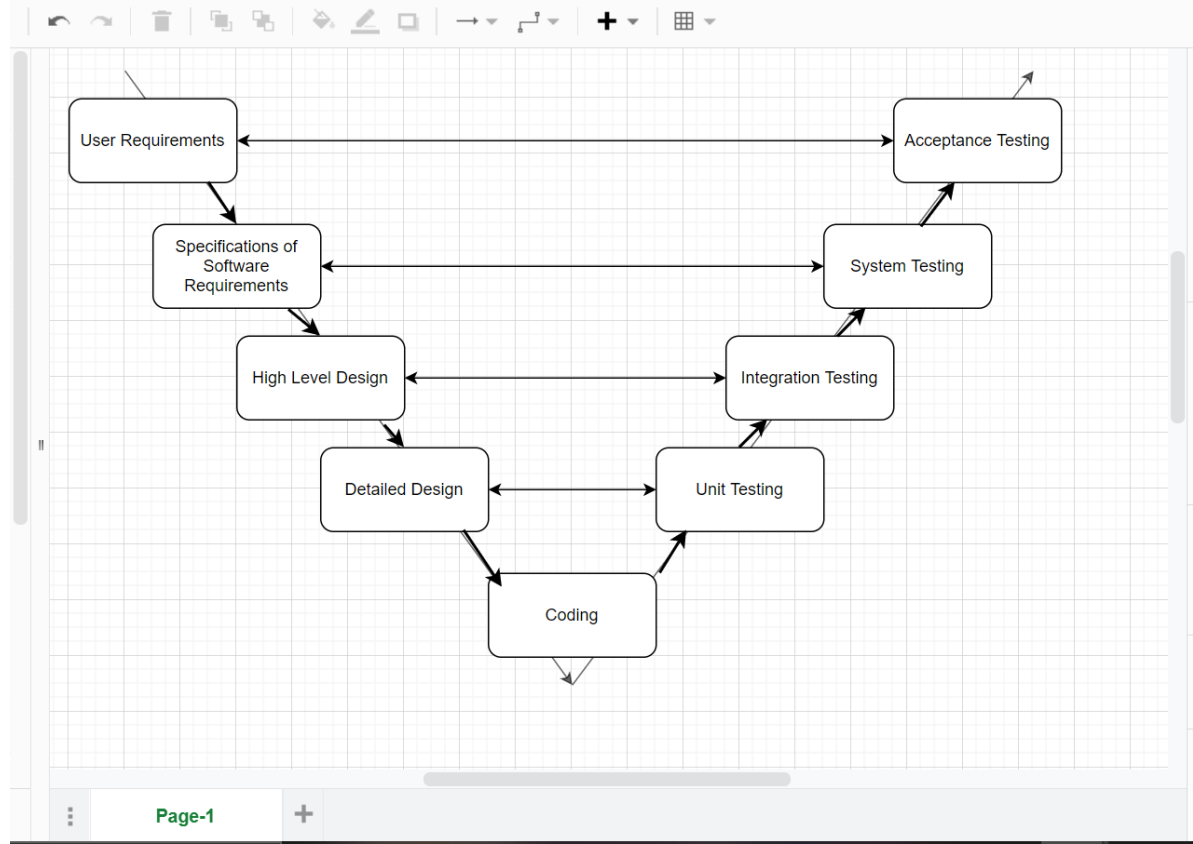 User Requirements
Acceptance Testing
Specifications of
Software
Requirements
System Testing
High Level Design
Integration Testing
Detailed Design
Unit Testing
Coding
Page-1